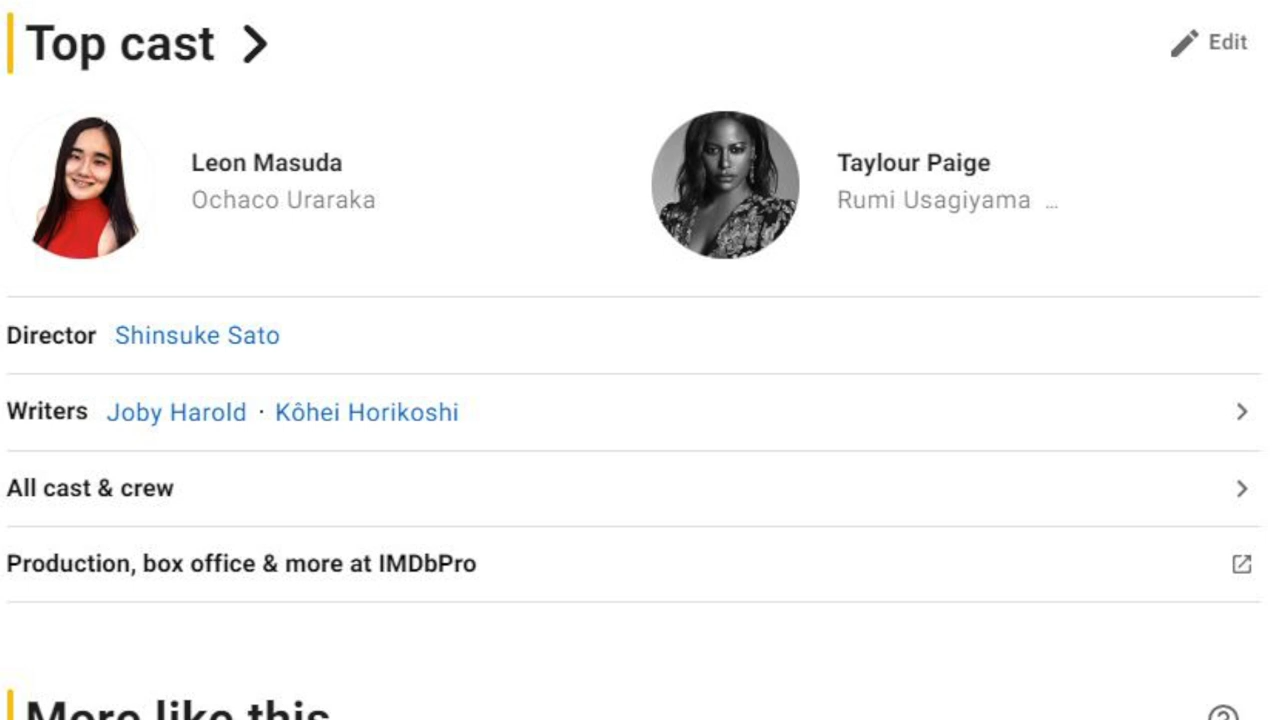 Top cast
Edit
Leon Masuda
Ochaco Uraraka
Taylour Paige
Rumi Usagiyama ...
Director Shinsuke Sato
Writers Joby Harold · Kôhei Horikoshi
All cast & crew
Production, box office & more at IMDbPro
More like this